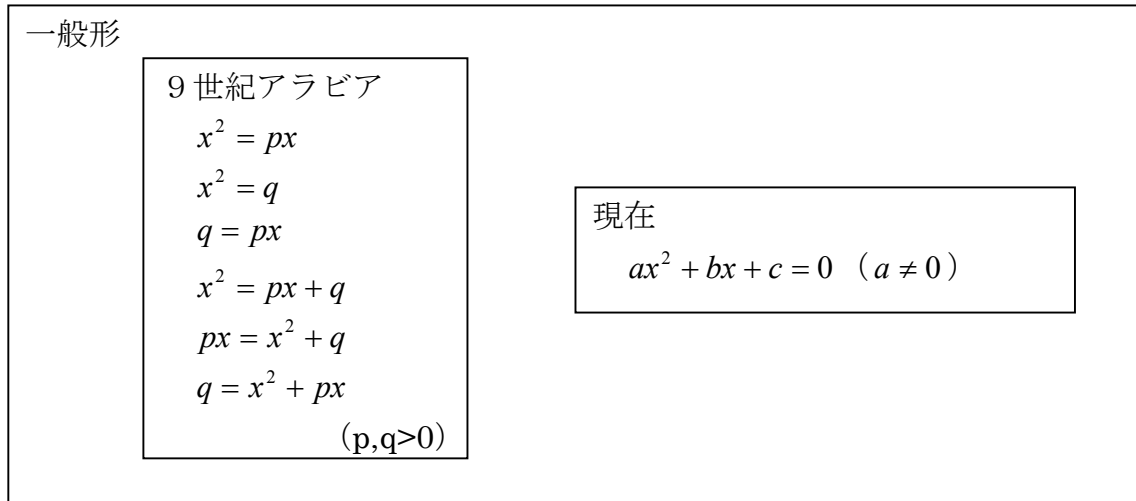 一般形
９世紀アラビア
x² = px
x² = q
q = px
x² = px + q
px = x² + q
q = x² + px
（p,q>0）
現在
ax² + bx + c = 0 （a ≠ 0）